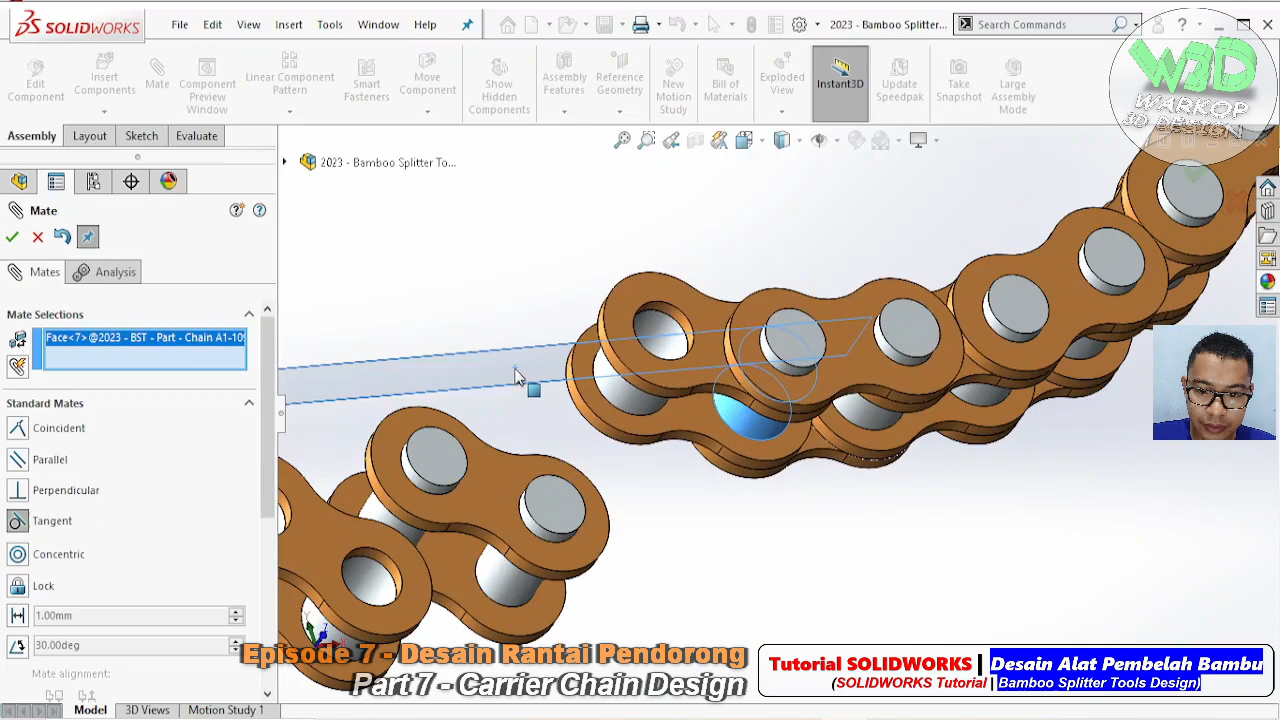 SOLIDWORKS
File Edit View Insert Tools Window Help
2023 - Bamboo Splitter...
Search Commands
W3D
WARKOP
3D DESIGN
Edit Component
Insert Components
Mate
Component Preview Window
Linear Component Pattern
Smart Fasteners
Move Component
Show Hidden Components
Assembly Features
Reference Geometry
New Motion Study
Bill of Materials
Exploded View
Instant3D
Update Speedpak
Take Snapshot
Large Assembly Mode
Assembly Layout Sketch Evaluate
2023 - Bamboo Splitter To...
Mate
Mates Analysis
Mate Selections
Face<7> @2023 - BST - Part - Chain A1-10
Standard Mates
Coincident
Parallel
Perpendicular
Tangent
Concentric
Lock
1.00mm
30.00deg
Mate alignment:
Episode 7 - Desain Rantai Pendorong
Part 7 - Carrier Chain Design
Tutorial SOLIDWORKS | Desain Alat Pembelah Bambu
(SOLIDWORKS Tutorial | Bamboo Splitter Tools Design)
Model 3D Views Motion Study 1